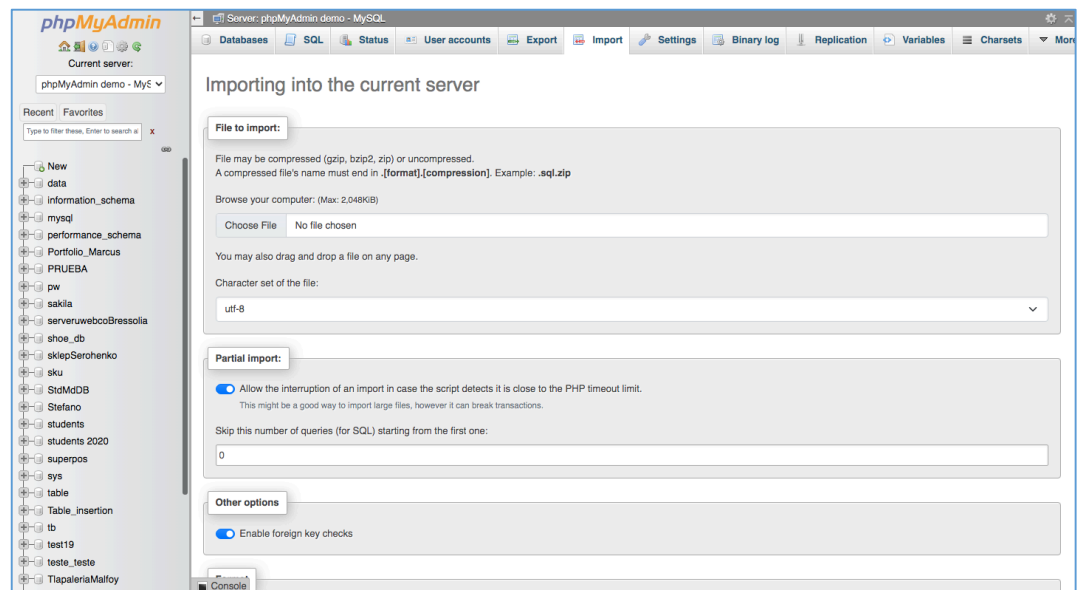 phpMyAdmin
Current server:
phpMyAdmin demo - MyS
Recent Favorites
Type to filter these, Enter to search al X
New
data
information_schema
mysql
performance_schema
Portfolio_Marcus
PRUEBA
pw
sakila
serveruwebcoBressolia
shoe_db
sklepSerohenko
sku
StdMdDB
Stefano
students
students 2020
superpos
sys
table
Table_insertion
tb
test19
teste_teste
TlapaleriaMalfoy
Server: phpMyAdmin demo - MySQL
Databases SQL Status User accounts Export Import Settings Binary log Replication Variables Charsets More
Importing into the current server
File to import:
File may be compressed (gzip, bzip2, zip) or uncompressed.
A compressed file's name must end in .[format].[compression]. Example: .sql.zip
Browse your computer: (Max: 2,048KiB)
Choose File No file chosen
You may also drag and drop a file on any page.
Character set of the file:
utf-8
Partial import:
Allow the interruption of an import in case the script detects it is close to the PHP timeout limit.
This might be a good way to import large files, however it can break transactions.
Skip this number of queries (for SQL) starting from the first one:
0
Other options
Enable foreign key checks
Console